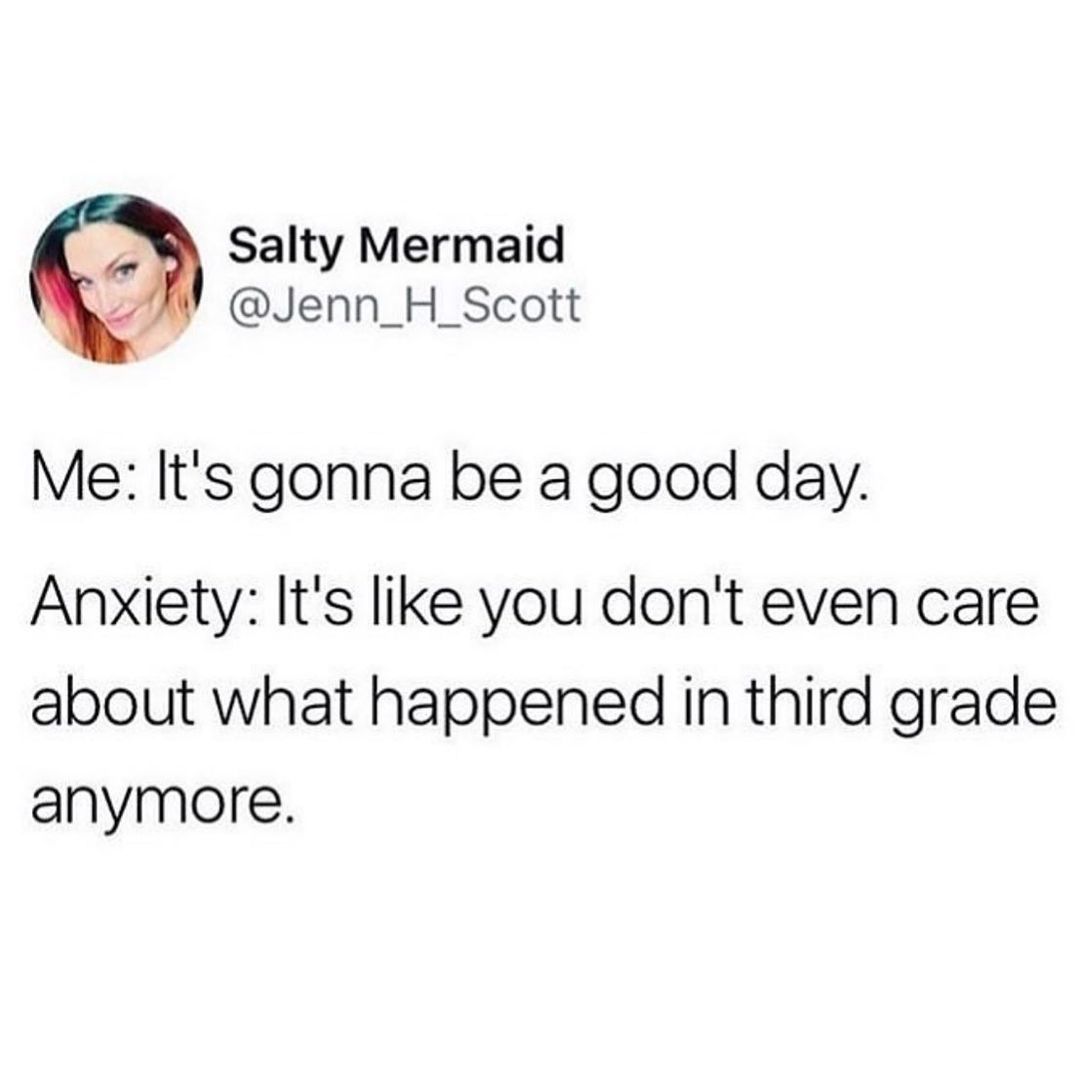 Salty Mermaid
@Jenn_H_Scott
Me: It's gonna be a good day.
Anxiety: It's like you don't even care
about what happened in third grade
anymore.